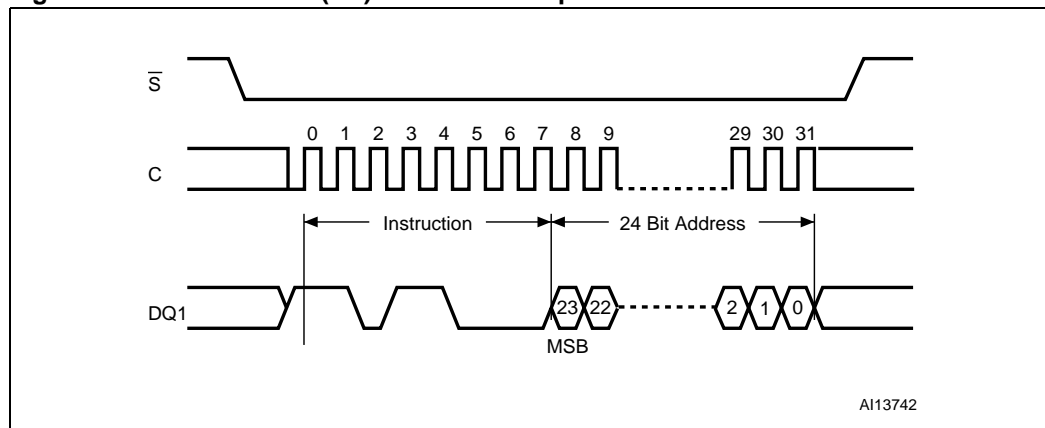 S
0 1 2 3 4 5 6 7 8 9 29 30 31
C
Instruction 24 Bit Address
DQ1
23 22 2 1 0
MSB
AI13742